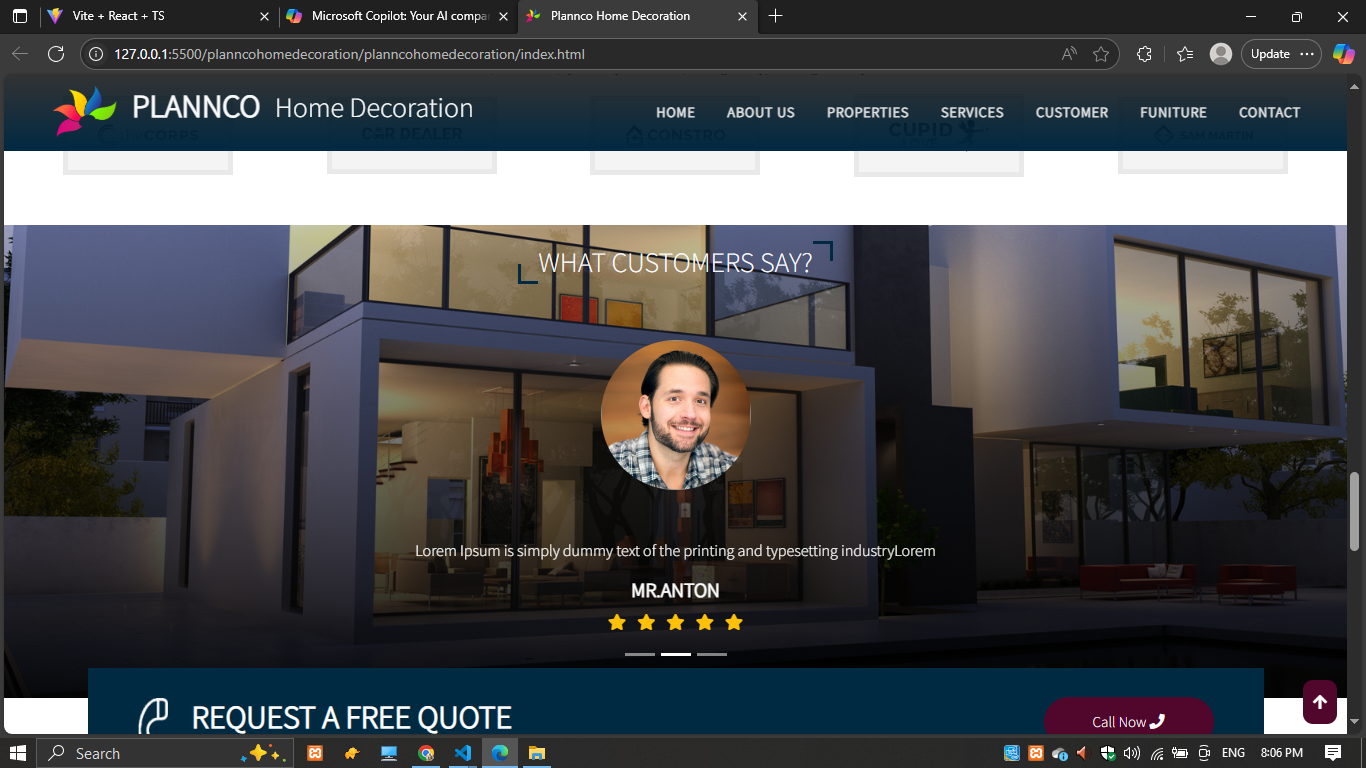 Vite + React + TS
Microsoft Copilot: Your AI compa
Plannco Home Decoration
127.0.0.1:5500/planncohomedecoration/planncohomedecoration/index.html
Update
PLANNCO Home Decoration
HOME ABOUT US PROPERTIES SERVICES CUSTOMER FUNITURE CONTACT
CORPS CAR DEALER CONSTRO CUPID SAM MARTIN
WHAT CUSTOMERS SAY?
Lorem Ipsum is simply dummy text of the printing and typesetting industryLorem
MR.ANTON
REQUEST A FREE QUOTE
Call Now
Search
ENG 8:06 PM